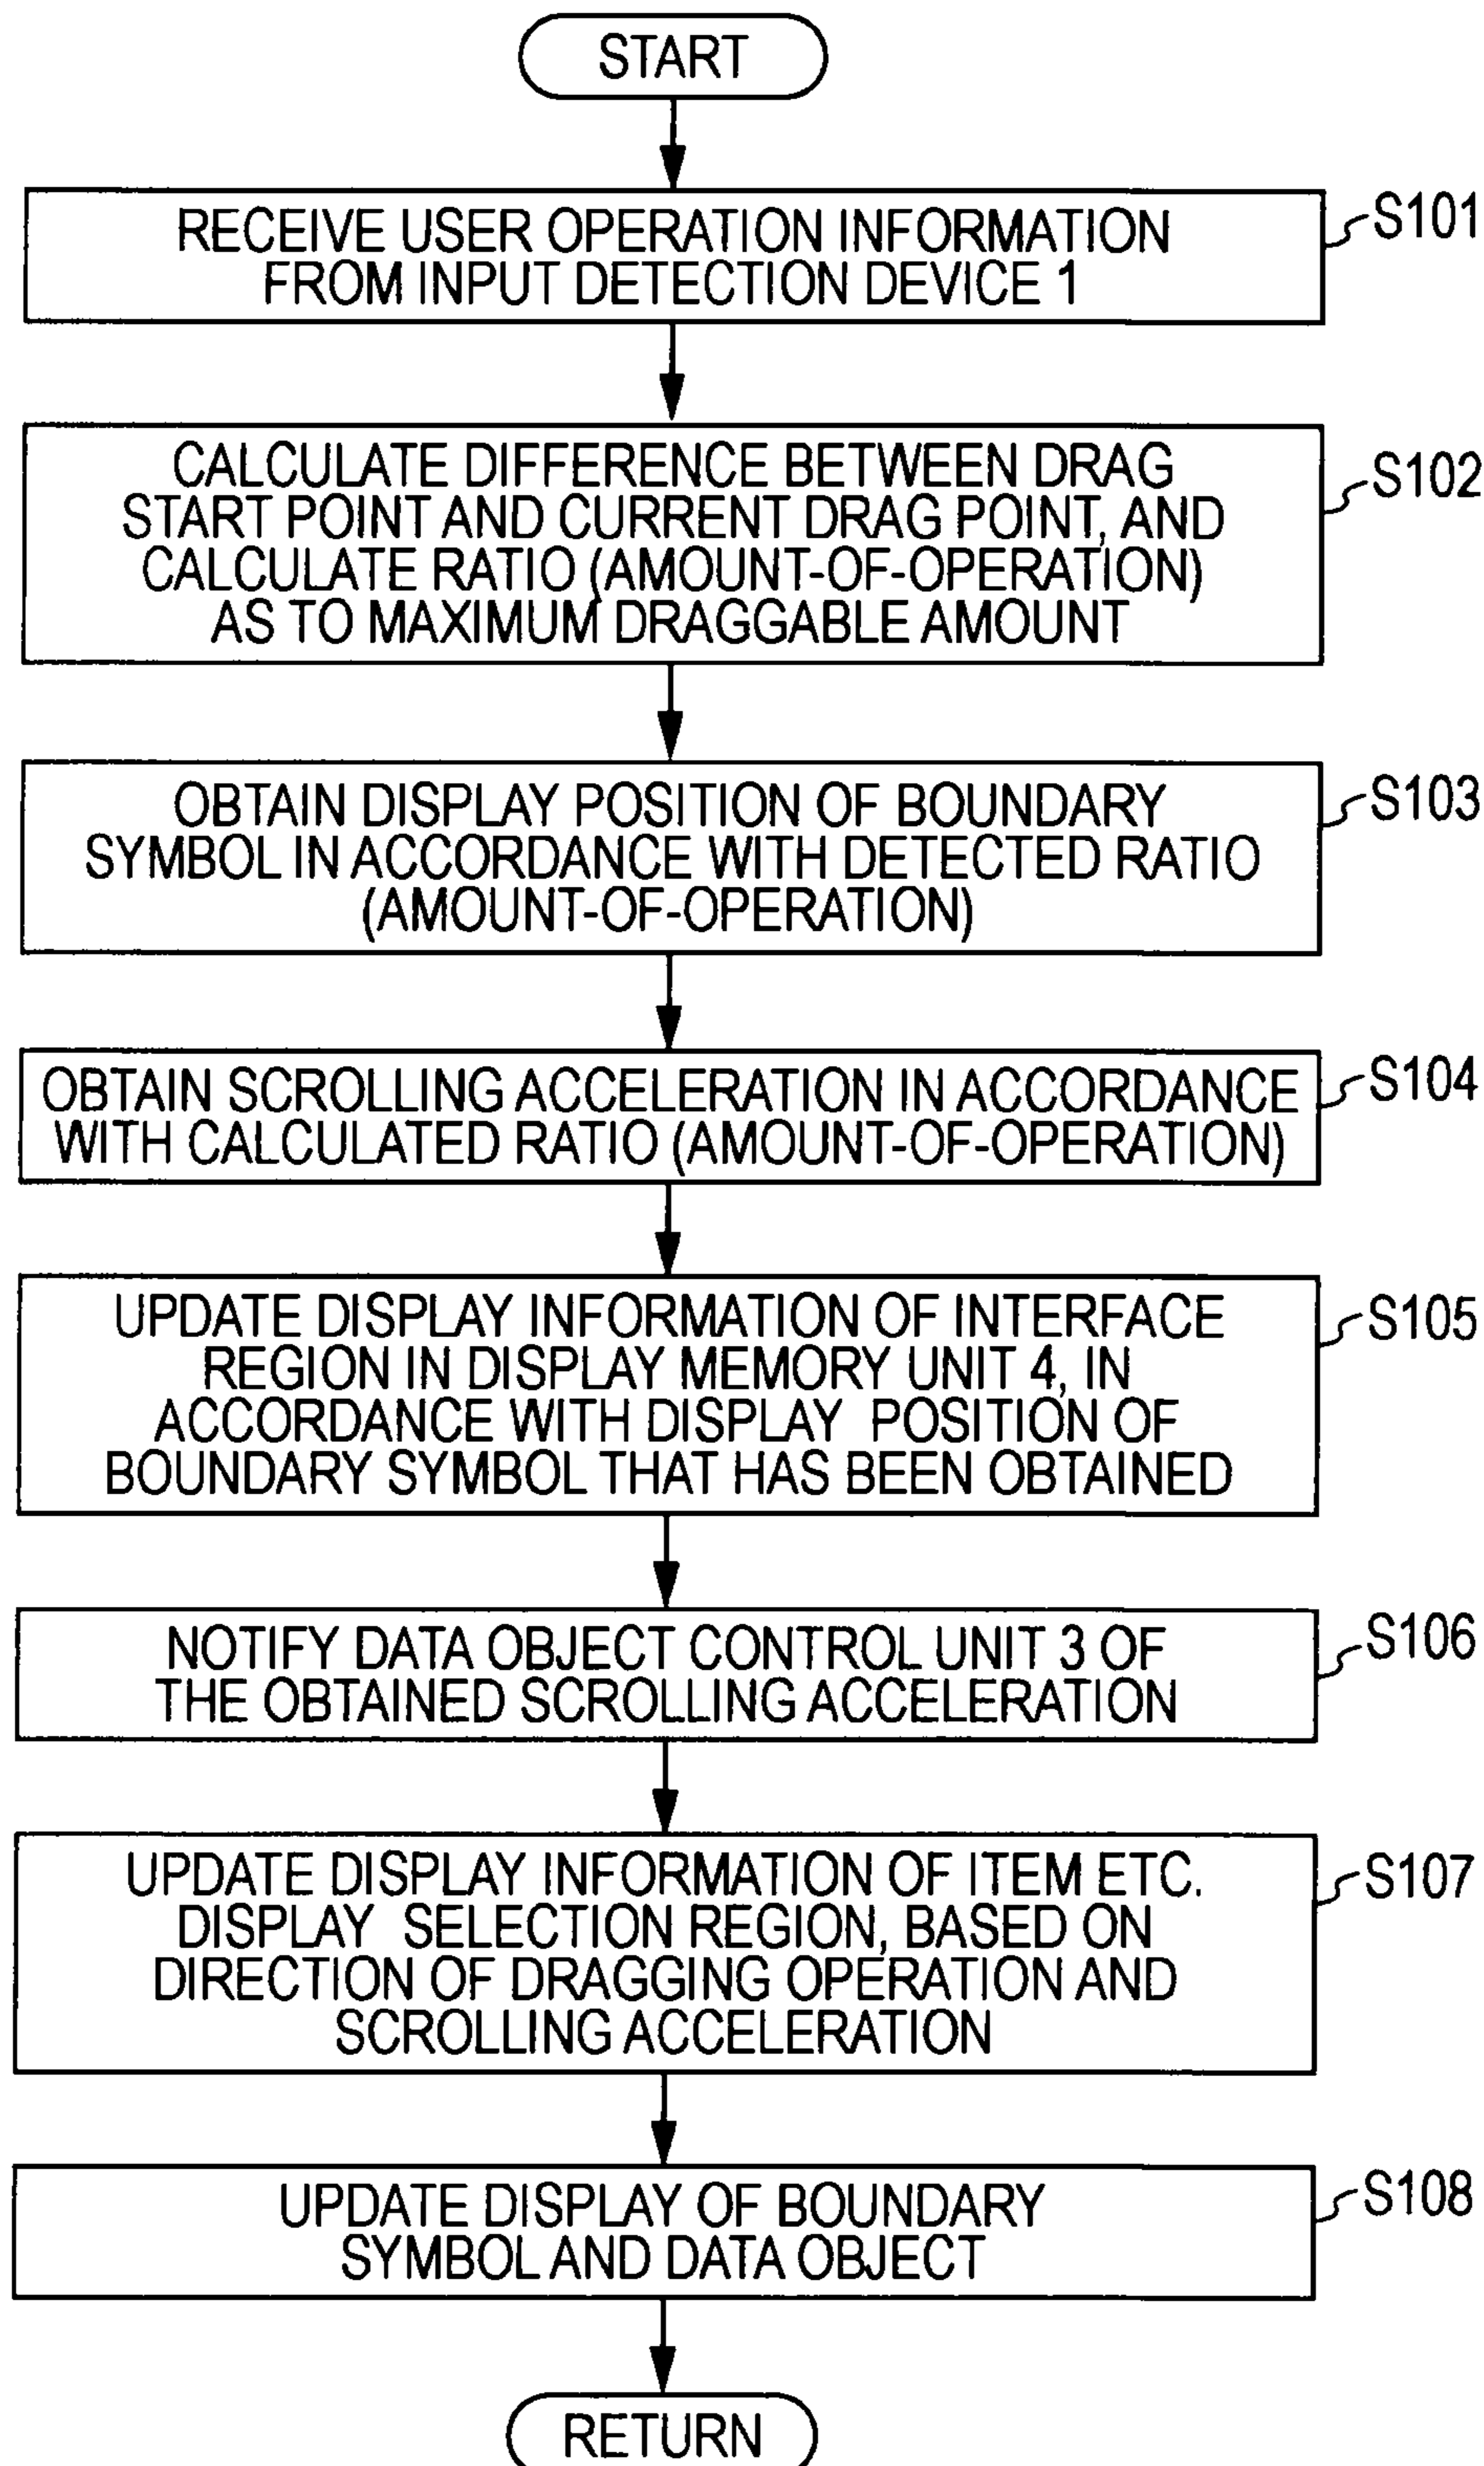 START
RECEIVE USER OPERATION INFORMATION
FROM INPUT DETECTION DEVICE 1
S101
CALCULATE DIFFERENCE BETWEEN DRAG
START POINT AND CURRENT DRAG POINT, AND
CALCULATE RATIO (AMOUNT-OF-OPERATION)
AS TO MAXIMUM DRAGGABLE AMOUNT
S102
OBTAIN DISPLAY POSITION OF BOUNDARY
SYMBOL IN ACCORDANCE WITH DETECTED RATIO
(AMOUNT-OF-OPERATION)
S103
OBTAIN SCROLLING ACCELERATION IN ACCORDANCE
WITH CALCULATED RATIO (AMOUNT-OF-OPERATION)
S104
UPDATE DISPLAY INFORMATION OF INTERFACE
REGION IN DISPLAY MEMORY UNIT 4, IN
ACCORDANCE WITH DISPLAY POSITION OF
BOUNDARY SYMBOL THAT HAS BEEN OBTAINED
S105
NOTIFY DATA OBJECT CONTROL UNIT 3 OF
THE OBTAINED SCROLLING ACCELERATION
S106
UPDATE DISPLAY INFORMATION OF ITEM ETC.
DISPLAY SELECTION REGION, BASED ON
DIRECTION OF DRAGGING OPERATION AND
SCROLLING ACCELERATION
S107
UPDATE DISPLAY OF BOUNDARY
SYMBOL AND DATA OBJECT
S108
RETURN